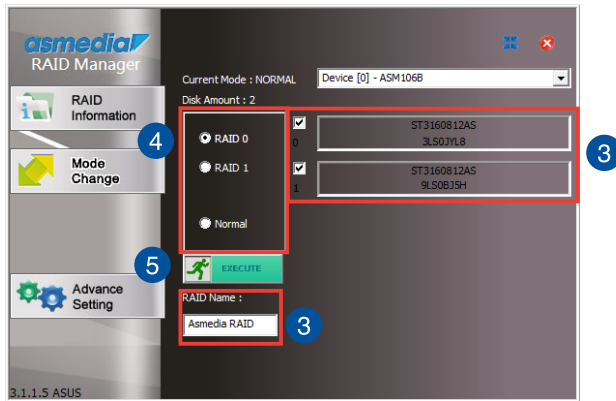 asmedia
RAID Manager
Current Mode : NORMAL
Device [0] - ASM106B
Disk Amount : 2
RAID
Information
Mode
Change
Advance
Setting
4
RAID 0
RAID 1
Normal
0
ST3160812AS
3LS0JYL8
1
ST3160812AS
9LS0BJ5H
3
5
EXECUTE
RAID Name :
Asmedia RAID
3
3.1.1.5 ASUS